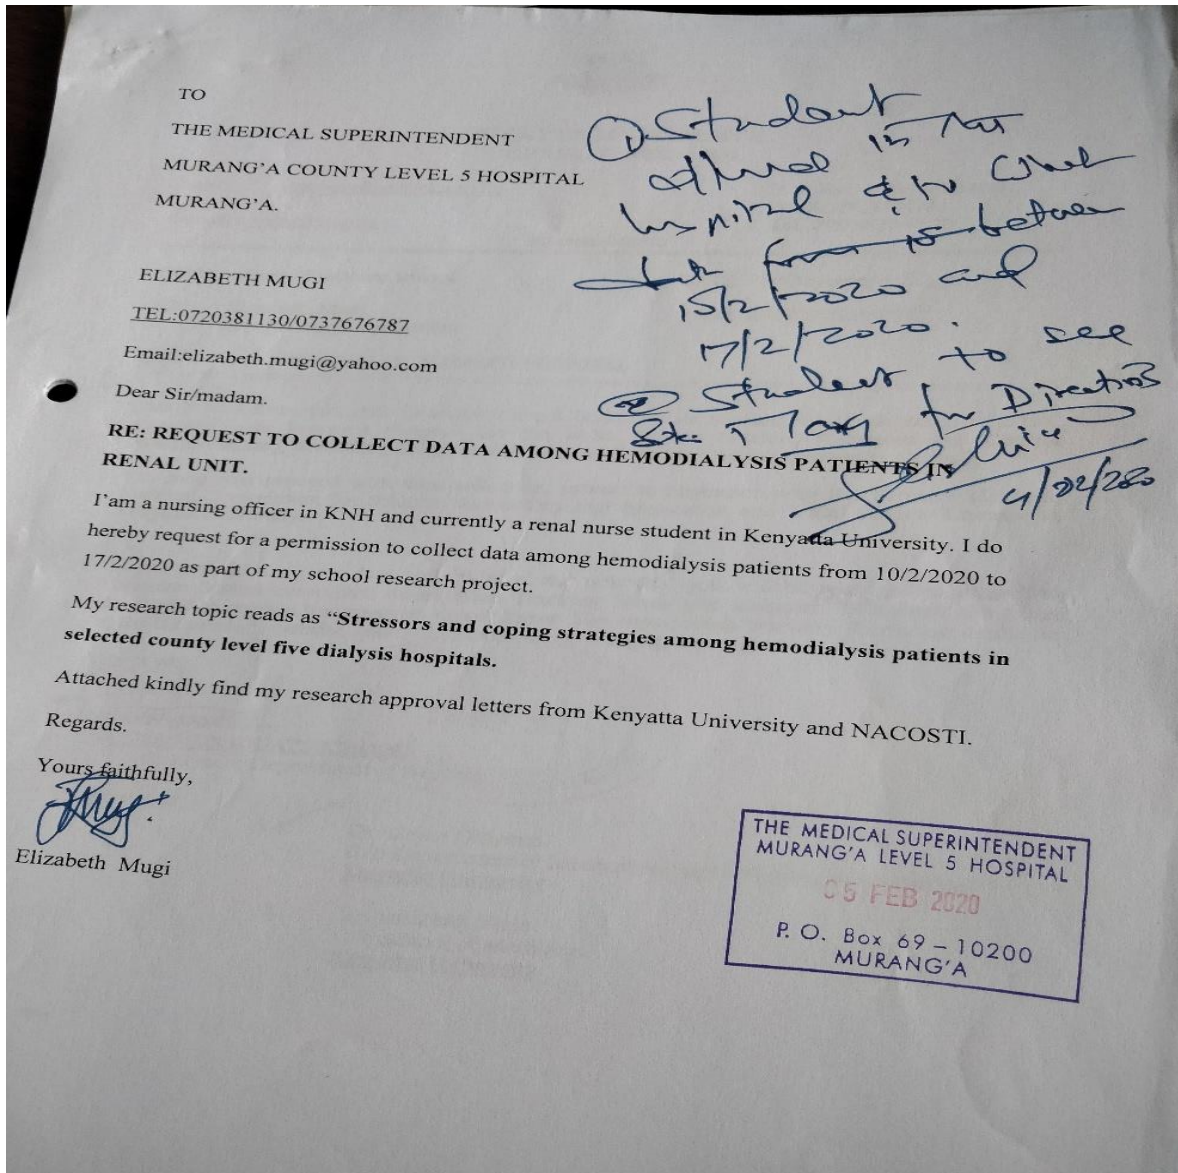 TO
THE MEDICAL SUPERINTENDENT
MURANG'A COUNTY LEVEL 5 HOSPITAL
MURANG'A.
ELIZABETH MUGI
TEL:0720381130/0737676787
Email:elizabeth.mugi@yahoo.com
Dear Sir/madam.
RE: REQUEST TO COLLECT DATA AMONG HEMODIALYSIS PATIENTS IN
RENAL UNIT.
I'am a nursing officer in KNH and currently a renal nurse student in Kenyatta University. I do
hereby request for a permission to collect data among hemodialysis patients from 10/2/2020 to
17/2/2020 as part of my school research project.
My research topic reads as “Stressors and coping strategies among hemodialysis patients in
selected county level five dialysis hospitals.
Attached kindly find my research approval letters from Kenyatta University and NACOSTI.
Regards.
Yours faithfully,
Elizabeth Mugi
① Student
in
hospital & to
between
15/2/2020 and
17/2/2020.
② Student to see
for Directions
THE MEDICAL SUPERINTENDENT
MURANG'A LEVEL 5 HOSPITAL
05 FEB 2020
P. O. Box 69 – 10200
MURANG'A